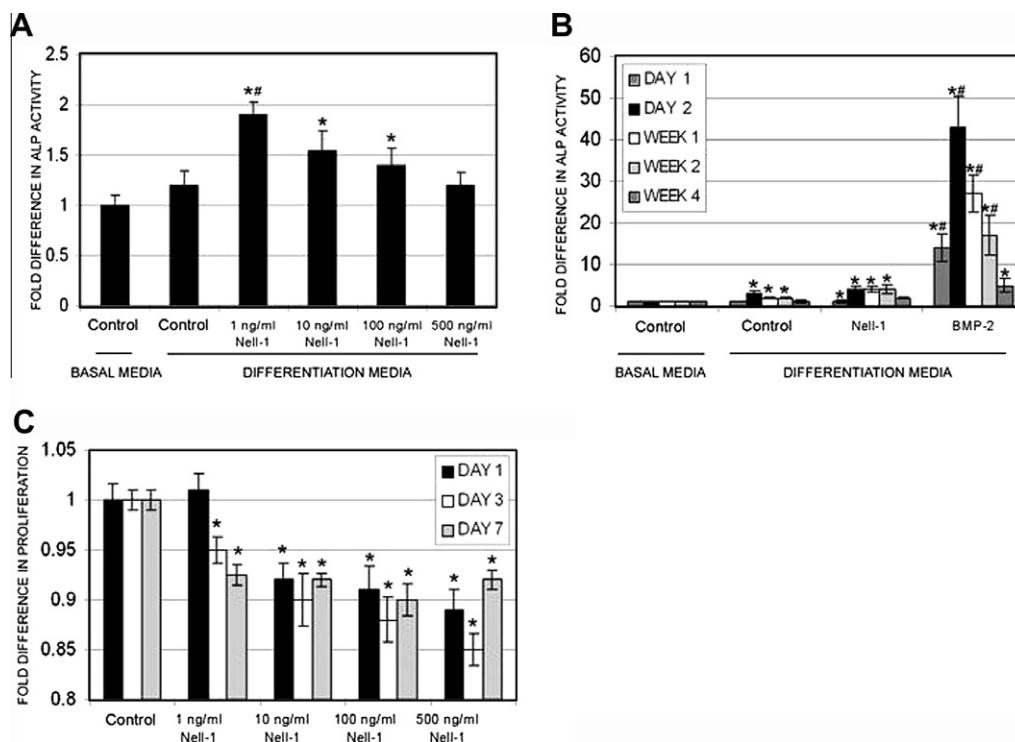 A
FOLD DIFFERENCE IN ALP ACTIVITY
2.5
2
1.5
1
0.5
0
*#
*
*
Control
Control
1 ng/ml
Nell-1
10 ng/ml
Nell-1
100 ng/ml
Nell-1
500 ng/ml
Nell-1
BASAL MEDIA
DIFFERENTIATION MEDIA
B
FOLD DIFFERENCE IN ALP ACTIVITY
60
50
40
30
20
10
0
DAY 1
DAY 2
WEEK 1
WEEK 2
WEEK 4
* * *
* * * *
*# *# *# *# *
Control
Control
Nell-1
BMP-2
BASAL MEDIA
DIFFERENTIATION MEDIA
C
FOLD DIFFERENCE IN PROLIFERATION
1.05
1
0.95
0.9
0.85
0.8
DAY 1
DAY 3
DAY 7
* *
* * *
* * *
* * *
Control
1 ng/ml
Nell-1
10 ng/ml
Nell-1
100 ng/ml
Nell-1
500 ng/ml
Nell-1